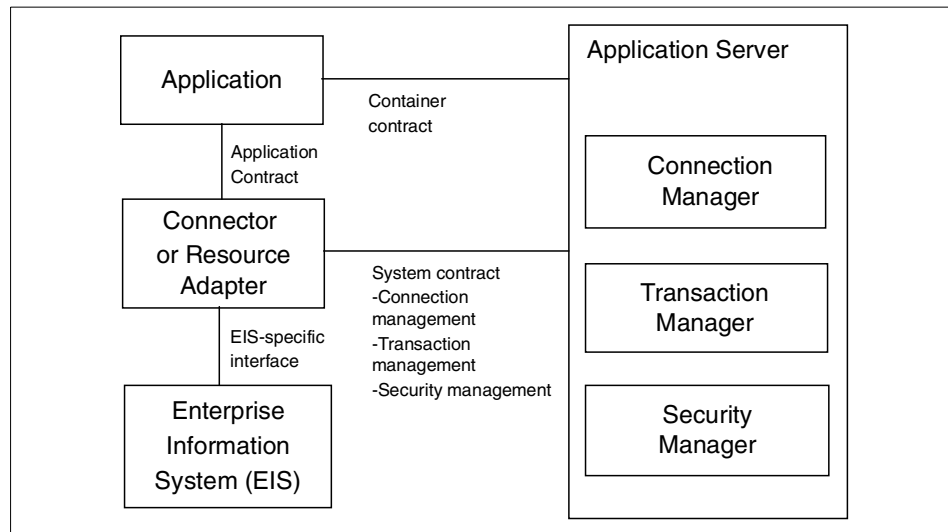 Application
Application Server
Container
contract
Application
Contract
Connection
Manager
Connector
or Resource
Adapter
System contract
-Connection
management
-Transaction
management
-Security management
Transaction
Manager
EIS-specific
interface
Enterprise
Information
System (EIS)
Security
Manager